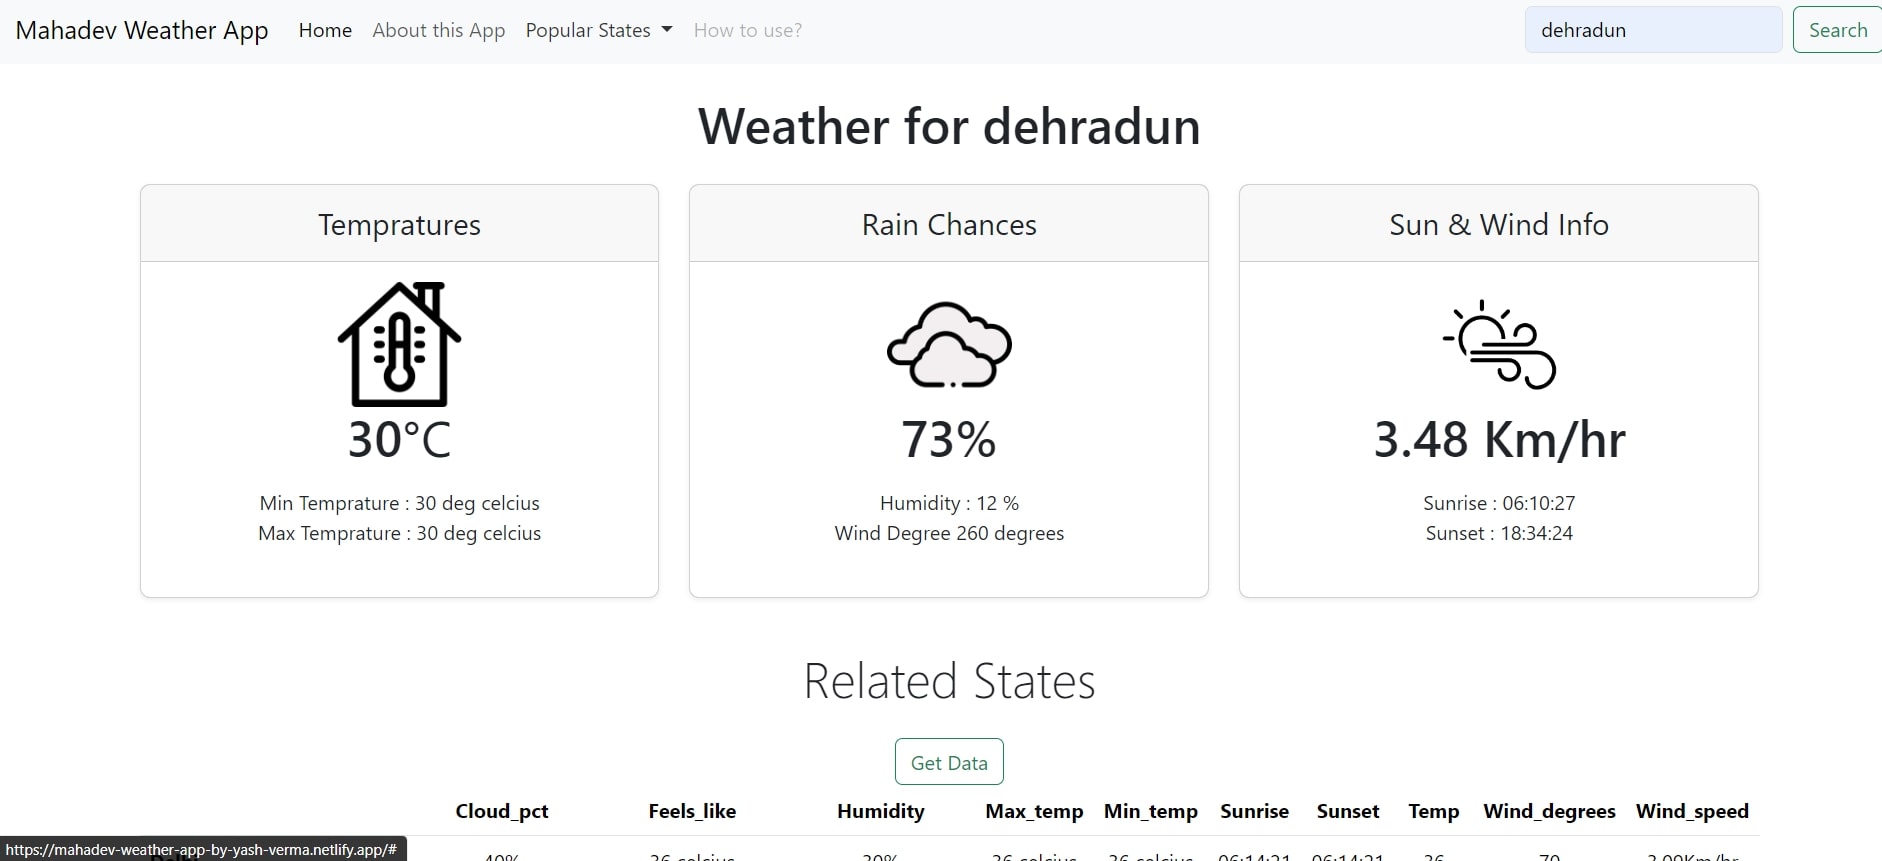 Mahadev Weather App Home About this App Popular States How to use? dehradun Search
Weather for dehradun
Tempratures
30°C
Min Temprature : 30 deg celcius
Max Temprature : 30 deg celcius
Rain Chances
73%
Humidity : 12 %
Wind Degree 260 degrees
Sun & Wind Info
3.48 Km/hr
Sunrise : 06:10:27
Sunset : 18:34:24
Related States
Get Data
Cloud_pct Feels_like Humidity Max_temp Min_temp Sunrise Sunset Temp Wind_degrees Wind_speed
40% 36 celcius 30% 36 celcius 36 celcius 06:14:21 06:14:21 36 70 3.09Km/hr
https://mahadev-weather-app-by-yash-verma.netlify.app/#